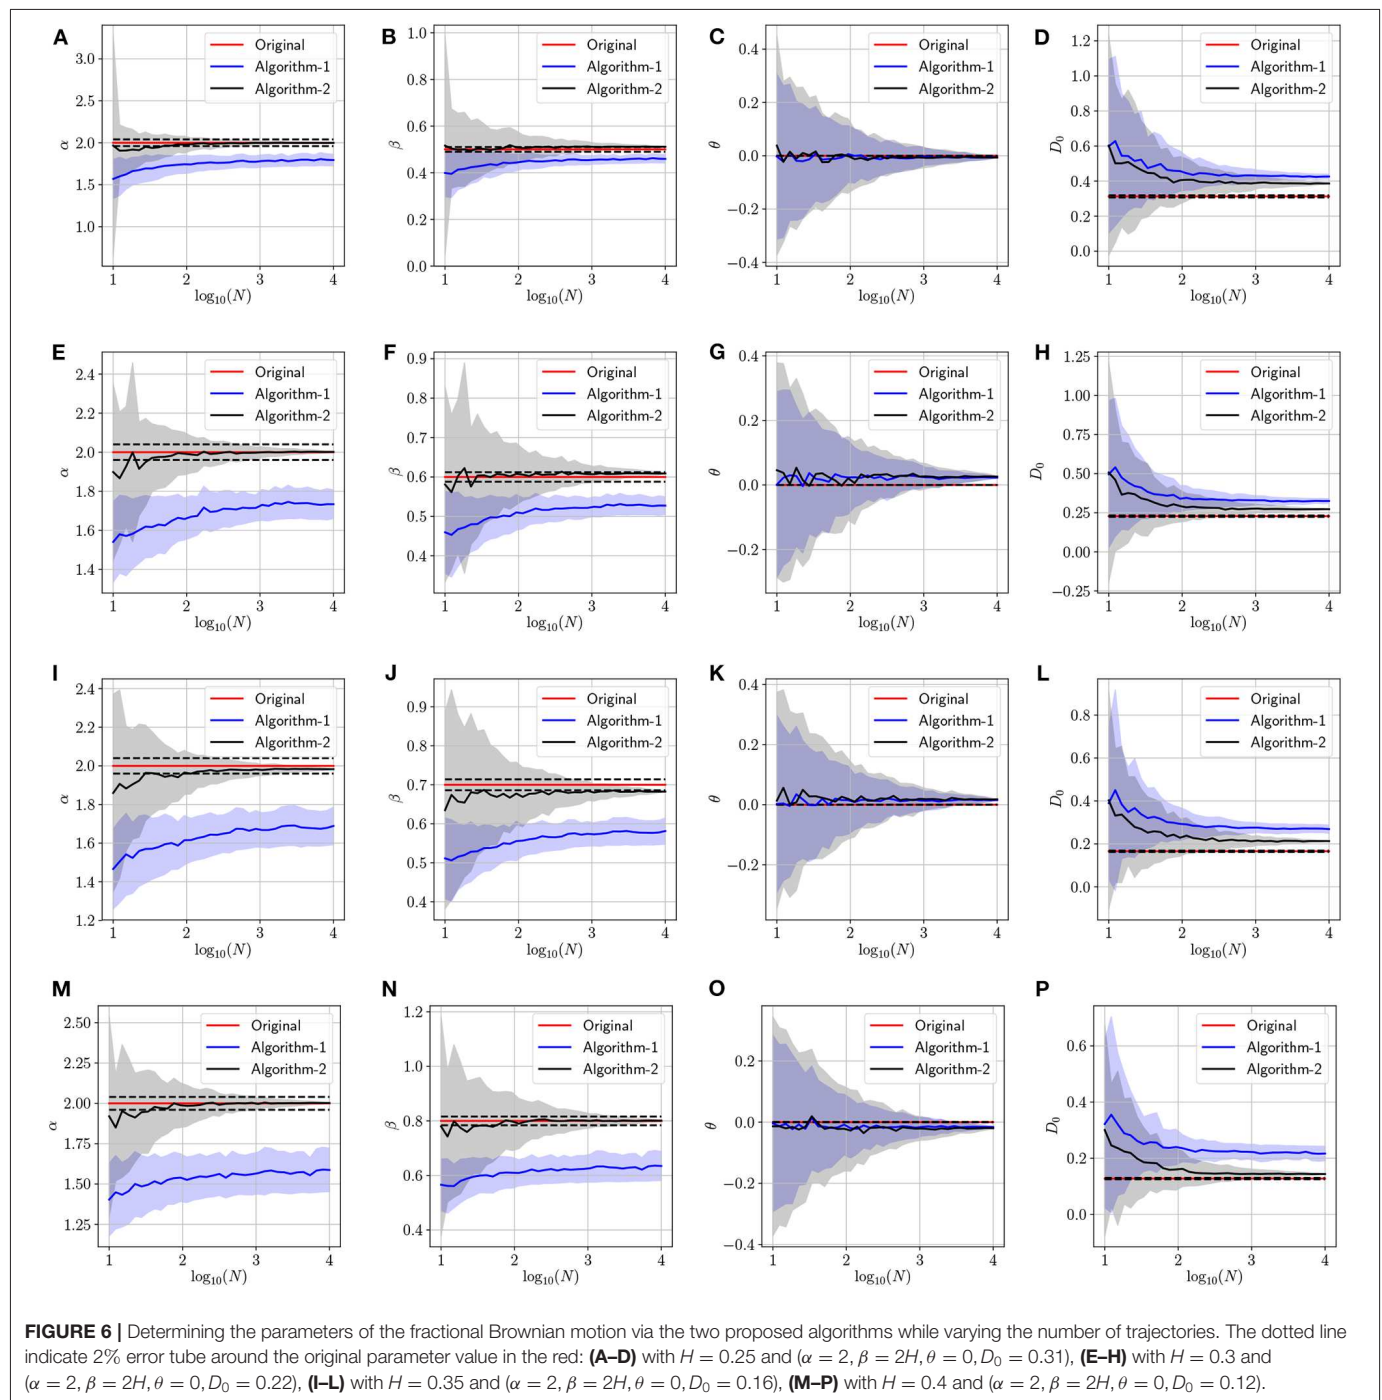 A
B
C
D
Original
Algorithm-1
Algorithm-2
Original
Algorithm-1
Algorithm-2
Original
Algorithm-1
Algorithm-2
Original
Algorithm-1
Algorithm-2
3.0
2.5
2.0
1.5
1.0
α
1 2 3 4
log₁₀(N)
1.0
0.8
0.6
0.4
0.2
0.0
β
1 2 3 4
log₁₀(N)
0.4
0.2
0.0
−0.2
−0.4
θ
1 2 3 4
log₁₀(N)
1.2
1.0
0.8
0.6
0.4
0.2
0.0
D₀
1 2 3 4
log₁₀(N)
E
F
G
H
Original
Algorithm-1
Algorithm-2
Original
Algorithm-1
Algorithm-2
Original
Algorithm-1
Algorithm-2
Original
Algorithm-1
Algorithm-2
2.4
2.2
2.0
1.8
1.6
1.4
α
1 2 3 4
log₁₀(N)
0.9
0.8
0.7
0.6
0.5
0.4
β
1 2 3 4
log₁₀(N)
0.4
0.2
0.0
−0.2
θ
1 2 3 4
log₁₀(N)
1.25
1.00
0.75
0.50
0.25
0.00
−0.25
D₀
1 2 3 4
log₁₀(N)
I
J
K
L
Original
Algorithm-1
Algorithm-2
Original
Algorithm-1
Algorithm-2
Original
Algorithm-1
Algorithm-2
Original
Algorithm-1
Algorithm-2
2.4
2.2
2.0
1.8
1.6
1.4
1.2
α
1 2 3 4
log₁₀(N)
0.9
0.8
0.7
0.6
0.5
0.4
β
1 2 3 4
log₁₀(N)
0.4
0.2
0.0
−0.2
θ
1 2 3 4
log₁₀(N)
0.8
0.6
0.4
0.2
0.0
D₀
1 2 3 4
log₁₀(N)
M
N
O
P
Original
Algorithm-1
Algorithm-2
Original
Algorithm-1
Algorithm-2
Original
Algorithm-1
Algorithm-2
Original
Algorithm-1
Algorithm-2
2.50
2.25
2.00
1.75
1.50
1.25
α
1 2 3 4
log₁₀(N)
1.2
1.0
0.8
0.6
0.4
β
1 2 3 4
log₁₀(N)
0.2
0.0
−0.2
−0.4
θ
1 2 3 4
log₁₀(N)
0.6
0.4
0.2
0.0
D₀
1 2 3 4
log₁₀(N)
FIGURE 6 | Determining the parameters of the fractional Brownian motion via the two proposed algorithms while varying the number of trajectories. The dotted line
indicate 2% error tube around the original parameter value in the red: (A–D) with H = 0.25 and (α = 2, β = 2H, θ = 0, D₀ = 0.31), (E–H) with H = 0.3 and
(α = 2, β = 2H, θ = 0, D₀ = 0.22), (I–L) with H = 0.35 and (α = 2, β = 2H, θ = 0, D₀ = 0.16), (M–P) with H = 0.4 and (α = 2, β = 2H, θ = 0, D₀ = 0.12).